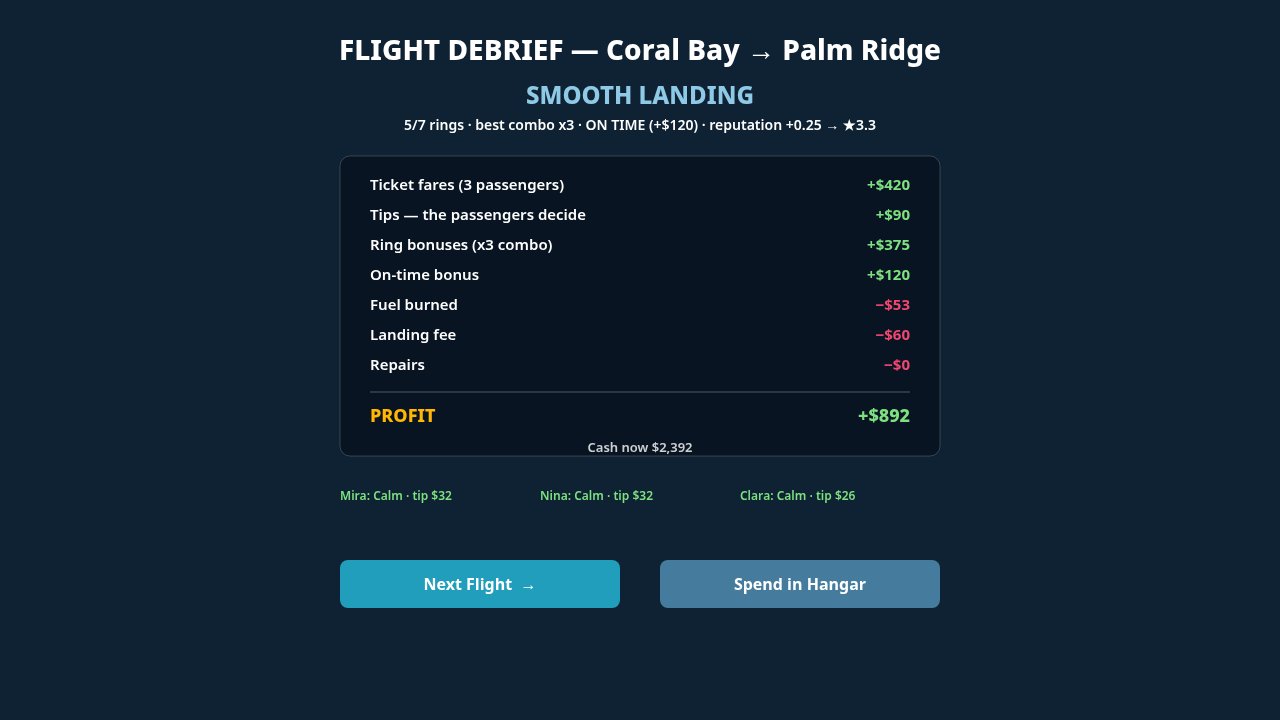 FLIGHT DEBRIEF — Coral Bay → Palm Ridge
SMOOTH LANDING
5/7 rings · best combo x3 · ON TIME (+$120) · reputation +0.25 → ★3.3
Ticket fares (3 passengers) +$420
Tips — the passengers decide +$90
Ring bonuses (x3 combo) +$375
On-time bonus +$120
Fuel burned −$53
Landing fee −$60
Repairs −$0
PROFIT +$892
Cash now $2,392
Mira: Calm · tip $32 Nina: Calm · tip $32 Clara: Calm · tip $26
Next Flight → Spend in Hangar